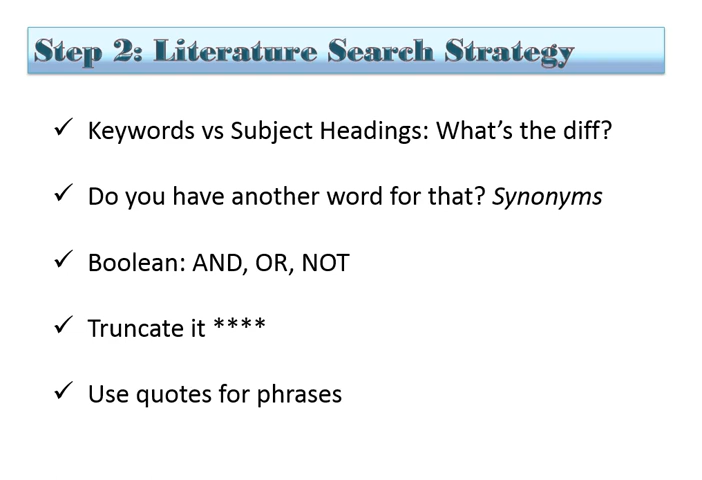 Step 2: Literature Search Strategy
✓ Keywords vs Subject Headings: What's the diff?
✓ Do you have another word for that? Synonyms
✓ Boolean: AND, OR, NOT
✓ Truncate it ****
✓ Use quotes for phrases